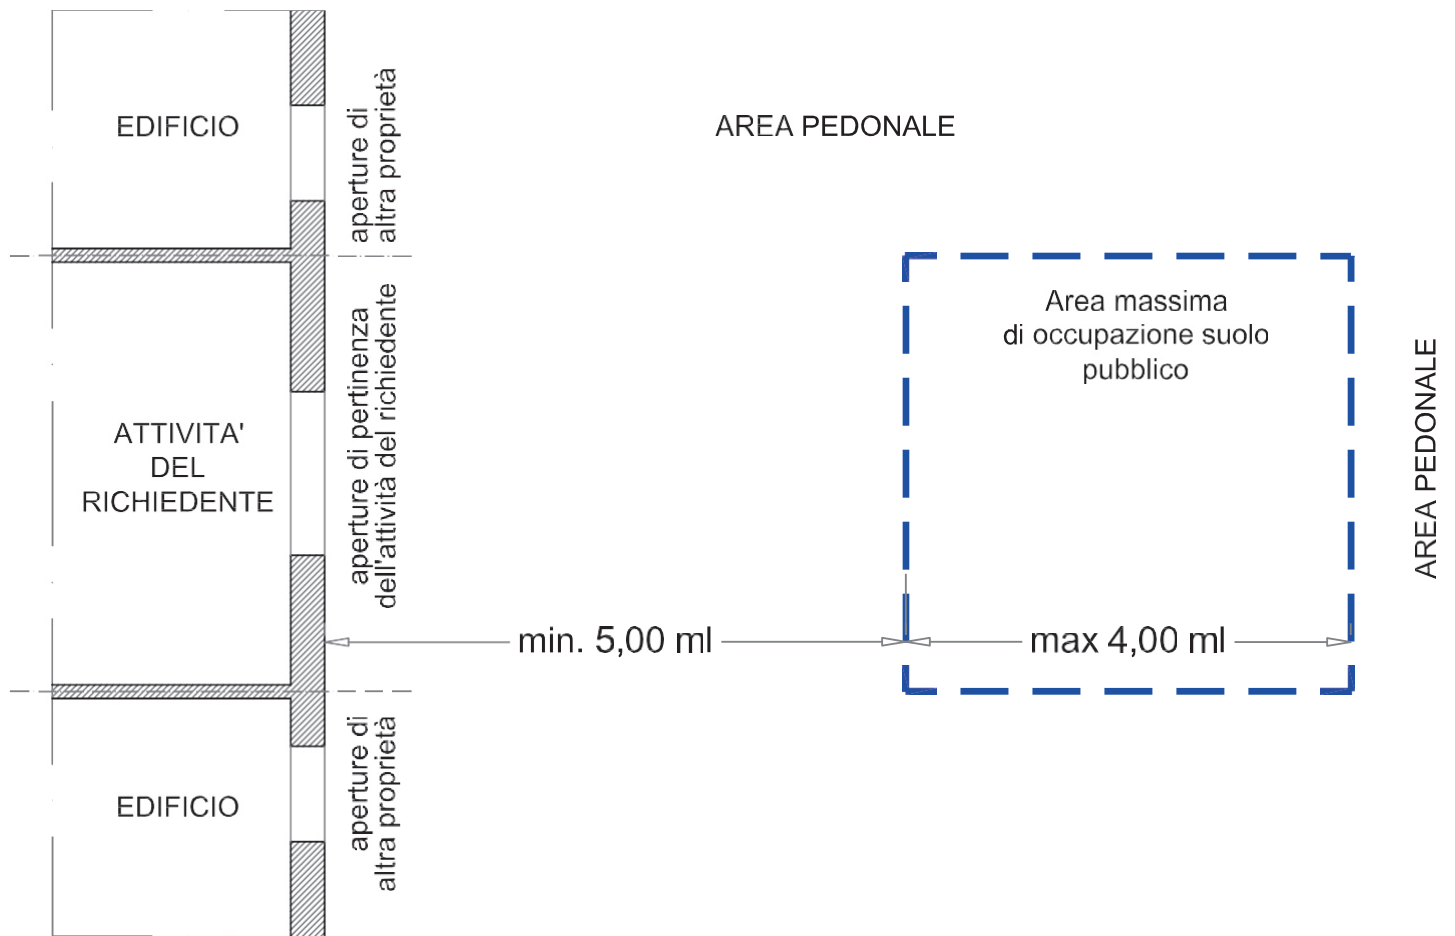 EDIFICIO
aperture di
altra proprietà
AREA PEDONALE
Area massima
di occupazione suolo
pubblico
AREA PEDONALE
ATTIVITA'
DEL
RICHIEDENTE
aperture di pertinenza
dell'attività del richiedente
min. 5,00 ml
max 4,00 ml
EDIFICIO
aperture di
altra proprietà